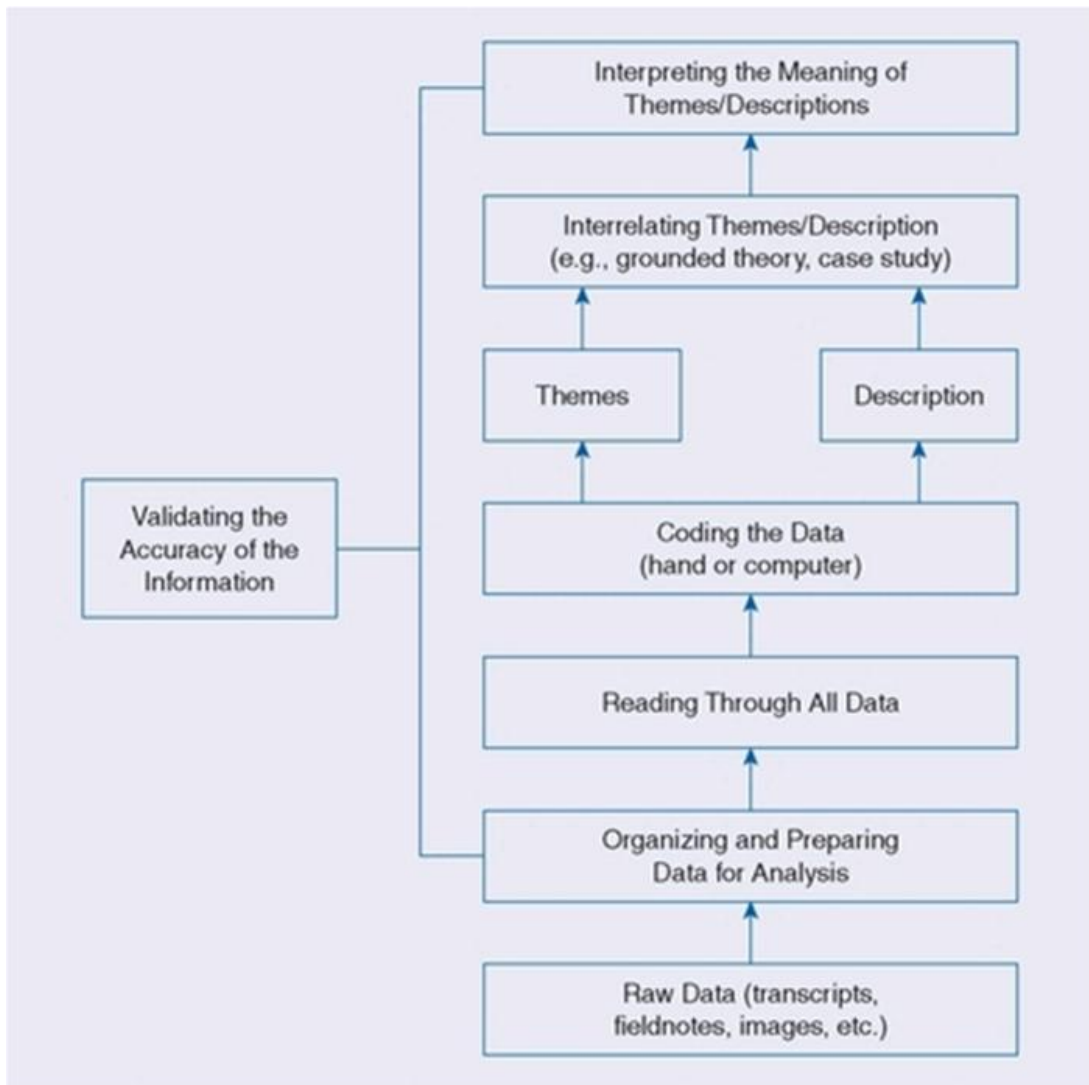 Interpreting the Meaning of
Themes/Descriptions
Interrelating Themes/Description
(e.g., grounded theory, case study)
Themes
Description
Validating the
Accuracy of the
Information
Coding the Data
(hand or computer)
Reading Through All Data
Organizing and Preparing
Data for Analysis
Raw Data (transcripts,
fieldnotes, images, etc.)